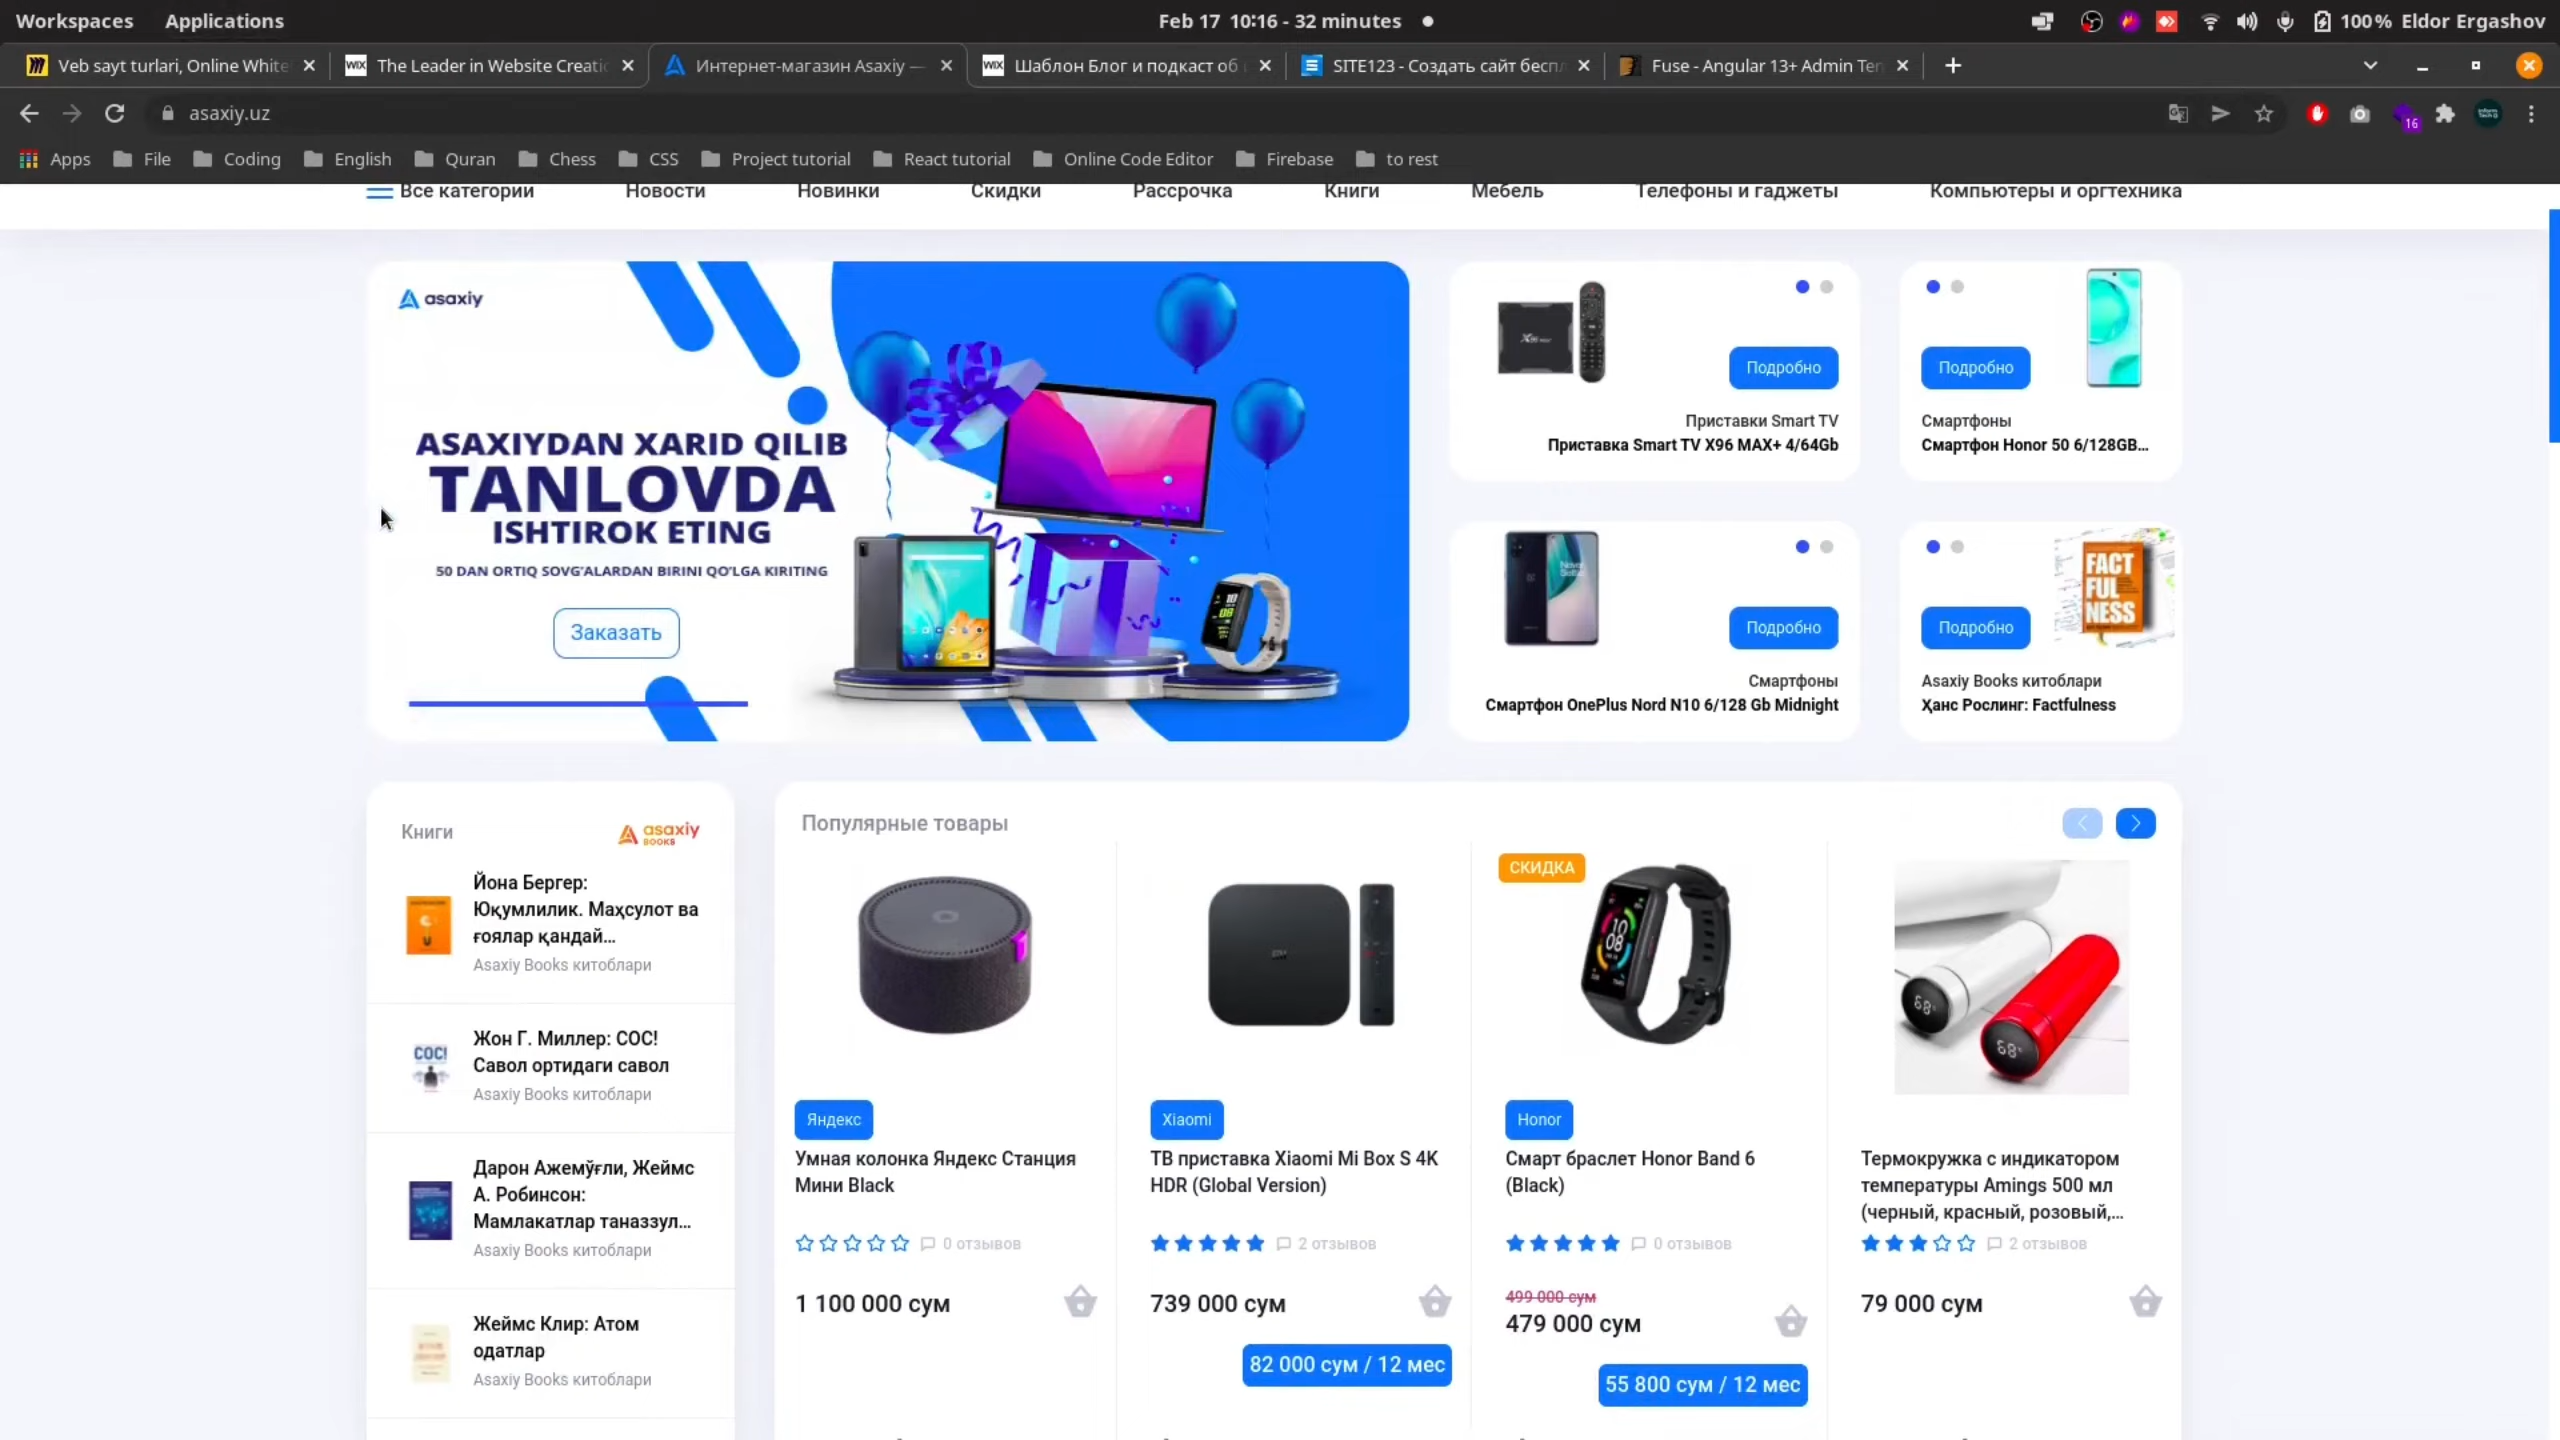 Workspaces Applications Feb 17 10:16 - 32 minutes 100% Eldor Ergashov
Veb sayt turlari, Online White The Leader in Website Creatio Интернет-магазин Asaxiy — Шаблон Блог и подкаст об SITE123 - Создать сайт бесп Fuse - Angular 13+ Admin Tem
asaxiy.uz 16
Apps File Coding English Quran Chess CSS Project tutorial React tutorial Online Code Editor Firebase to rest
Все категории Новости Новинки Скидки Рассрочка Книги Мебель Телефоны и гаджеты Компьютеры и оргтехника
asaxiy
ASAXIYDAN XARID QILIB
TANLOVDA
ISHTIROK ETING
50 DAN ORTIQ SOVG'ALARDAN BIRINI QO'LGA KIRITING
Заказать
Подробно
Приставки Smart TV
Приставка Smart TV X96 MAX+ 4/64Gb
Подробно
Смартфоны
Смартфон Honor 50 6/128GB...
Подробно
Смартфоны
Смартфон OnePlus Nord N10 6/128 Gb Midnight
FACT
FUL
NESS
Подробно
Asaxiy Books китоблари
Ҳанс Рослинг: Factfulness
Книги
asaxiy
BOOKS
Йона Бергер:
Юқумлилик. Маҳсулот ва
ғоялар қандай...
Asaxiy Books китоблари
СОС!
Жон Г. Миллер: СОС!
Савол ортидаги савол
Asaxiy Books китоблари
Дарон Ажемўғли, Жеймс
А. Робинсон:
Мамлакатлар таназзул...
Asaxiy Books китоблари
Жеймс Клир: Атом
одатлар
Asaxiy Books китоблари
Популярные товары
Яндекс
Умная колонка Яндекс Станция
Мини Black
0 отзывов
1 100 000 сум
Xiaomi
ТВ приставка Xiaomi Mi Box S 4K
HDR (Global Version)
2 отзывов
739 000 сум
82 000 сум / 12 мес
СКИДКА
Honor
Смарт браслет Honor Band 6
(Black)
0 отзывов
499 000 сум
479 000 сум
55 800 сум / 12 мес
Термокружка с индикатором
температуры Amings 500 мл
(черный, красный, розовый,...
2 отзывов
79 000 сум